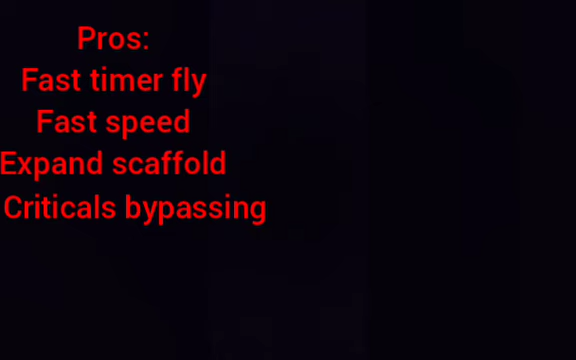 Pros:
Fast timer fly
Fast speed
Expand scaffold
Criticals bypassing